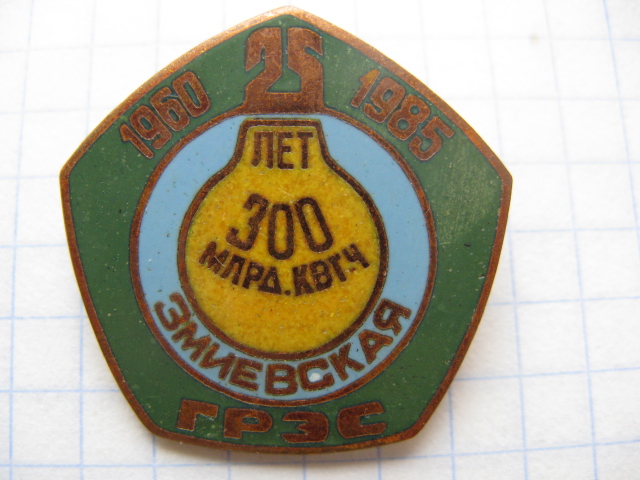 1960 25 1985
ЛЕТ
300
МЛРД.КВТ.Ч
ЗМИЕВСКАЯ
ГРЭС